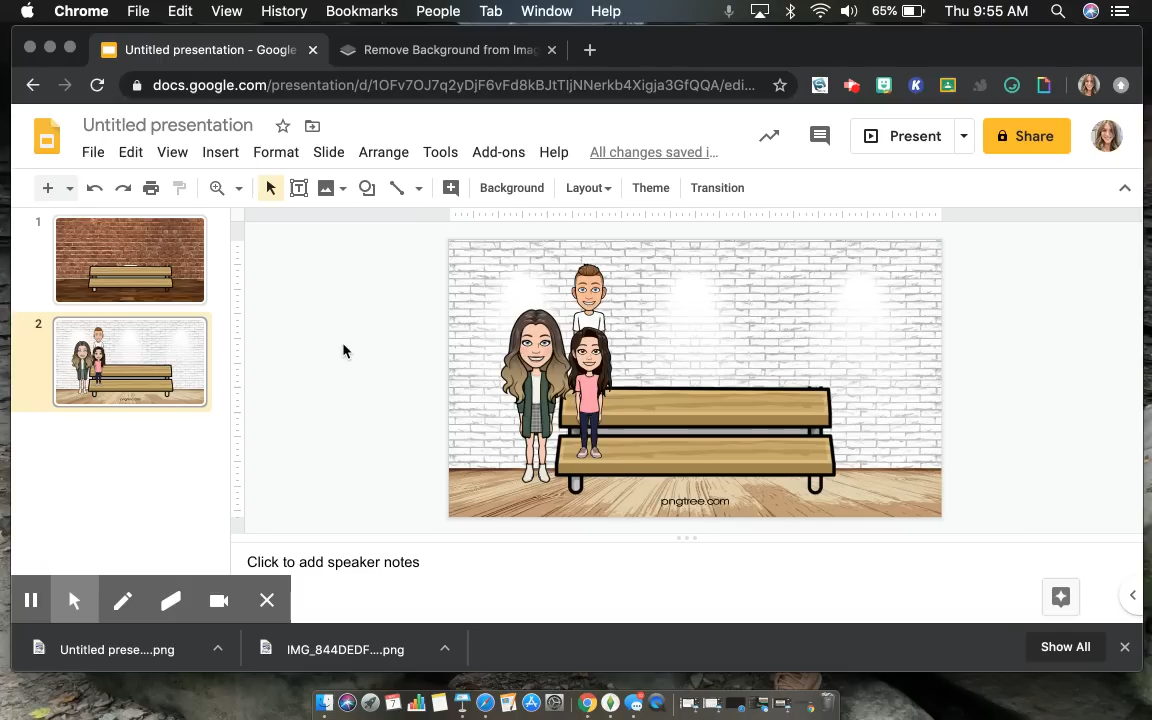 Chrome File Edit View History Bookmarks People Tab Window Help 65% Thu 9:55 AM
Untitled presentation - Google Remove Background from Imag
docs.google.com/presentation/d/1OFv7OJ7q2yDjF6vFd8kBJtTljNNerkb4Xigja3GfQQA/edi...
Untitled presentation
Present Share
File Edit View Insert Format Slide Arrange Tools Add-ons Help All changes saved i...
Background Layout Theme Transition
1
2
pngtree.com
Click to add speaker notes
Untitled prese....png IMG_844DEDF....png Show All